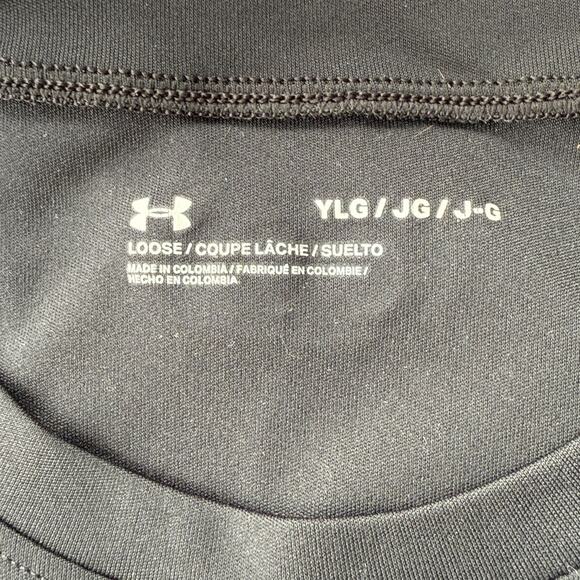 YLG / JG / J-G
LOOSE / COUPE LÂCHE / SUELTO
MADE IN COLOMBIA / FABRIQUÉ EN COLOMBIE /
HECHO EN COLOMBIA